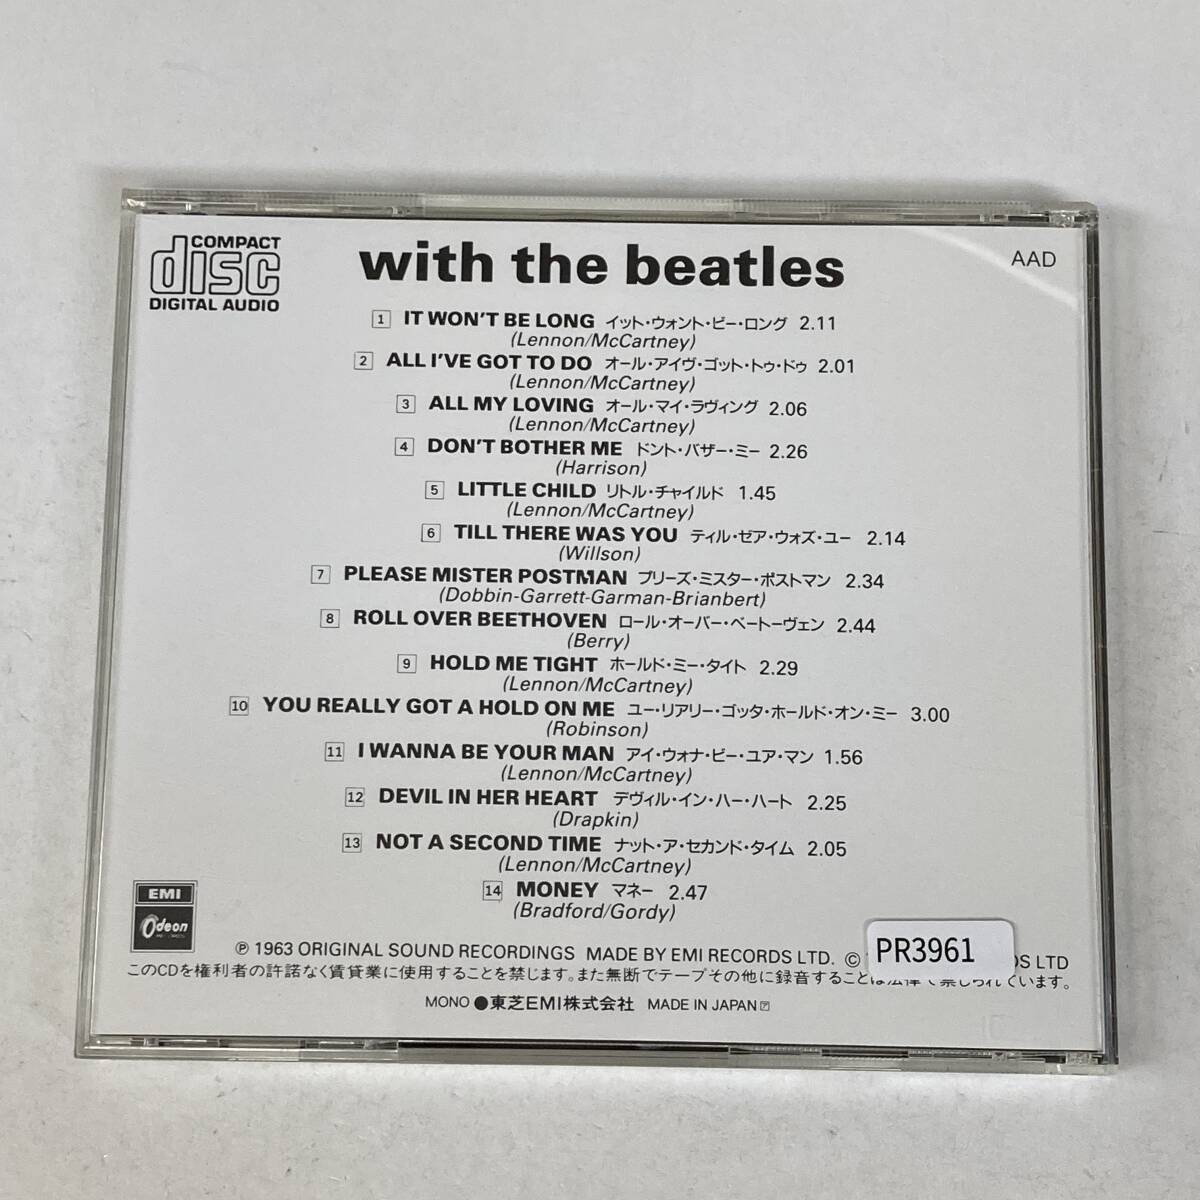 COMPACT
disc
DIGITAL AUDIO
with the beatles
AAD
1 IT WON'T BE LONG イット・ウォント・ビー・ロング 2.11
(Lennon/McCartney)
2 ALL I'VE GOT TO DO オール・アイヴ・ゴット・トゥ・ドゥ 2.01
(Lennon/McCartney)
3 ALL MY LOVING オール・マイ・ラヴィング 2.06
(Lennon/McCartney)
4 DON'T BOTHER ME ドント・バザー・ミー 2.26
(Harrison)
5 LITTLE CHILD リトル・チャイルド 1.45
(Lennon/McCartney)
6 TILL THERE WAS YOU ティル・ゼア・ウォズ・ユー 2.14
(Willson)
7 PLEASE MISTER POSTMAN プリーズ・ミスター・ポストマン 2.34
(Dobbin-Garrett-Garman-Brianbert)
8 ROLL OVER BEETHOVEN ロール・オーバー・ベートーヴェン 2.44
(Berry)
9 HOLD ME TIGHT ホールド・ミー・タイト 2.29
(Lennon/McCartney)
10 YOU REALLY GOT A HOLD ON ME ユー・リアリー・ゴッタ・ホールド・オン・ミー 3.00
(Robinson)
11 I WANNA BE YOUR MAN アイ・ウォナ・ビー・ユア・マン 1.56
(Lennon/McCartney)
12 DEVIL IN HER HEART デヴィル・イン・ハー・ハート 2.25
(Drapkin)
13 NOT A SECOND TIME ナット・ア・セカンド・タイム 2.05
(Lennon/McCartney)
14 MONEY マネー 2.47
(Bradford/Gordy)
EMI
Odeon
℗ 1963 ORIGINAL SOUND RECORDINGS MADE BY EMI RECORDS LTD. © DS LTD
PR3961
このCDを権利者の許諾なく賃貸業に使用することを禁じます。また無断でテープその他に録音することは法律で禁じられています。
MONO ●東芝EMI株式会社 MADE IN JAPAN ア